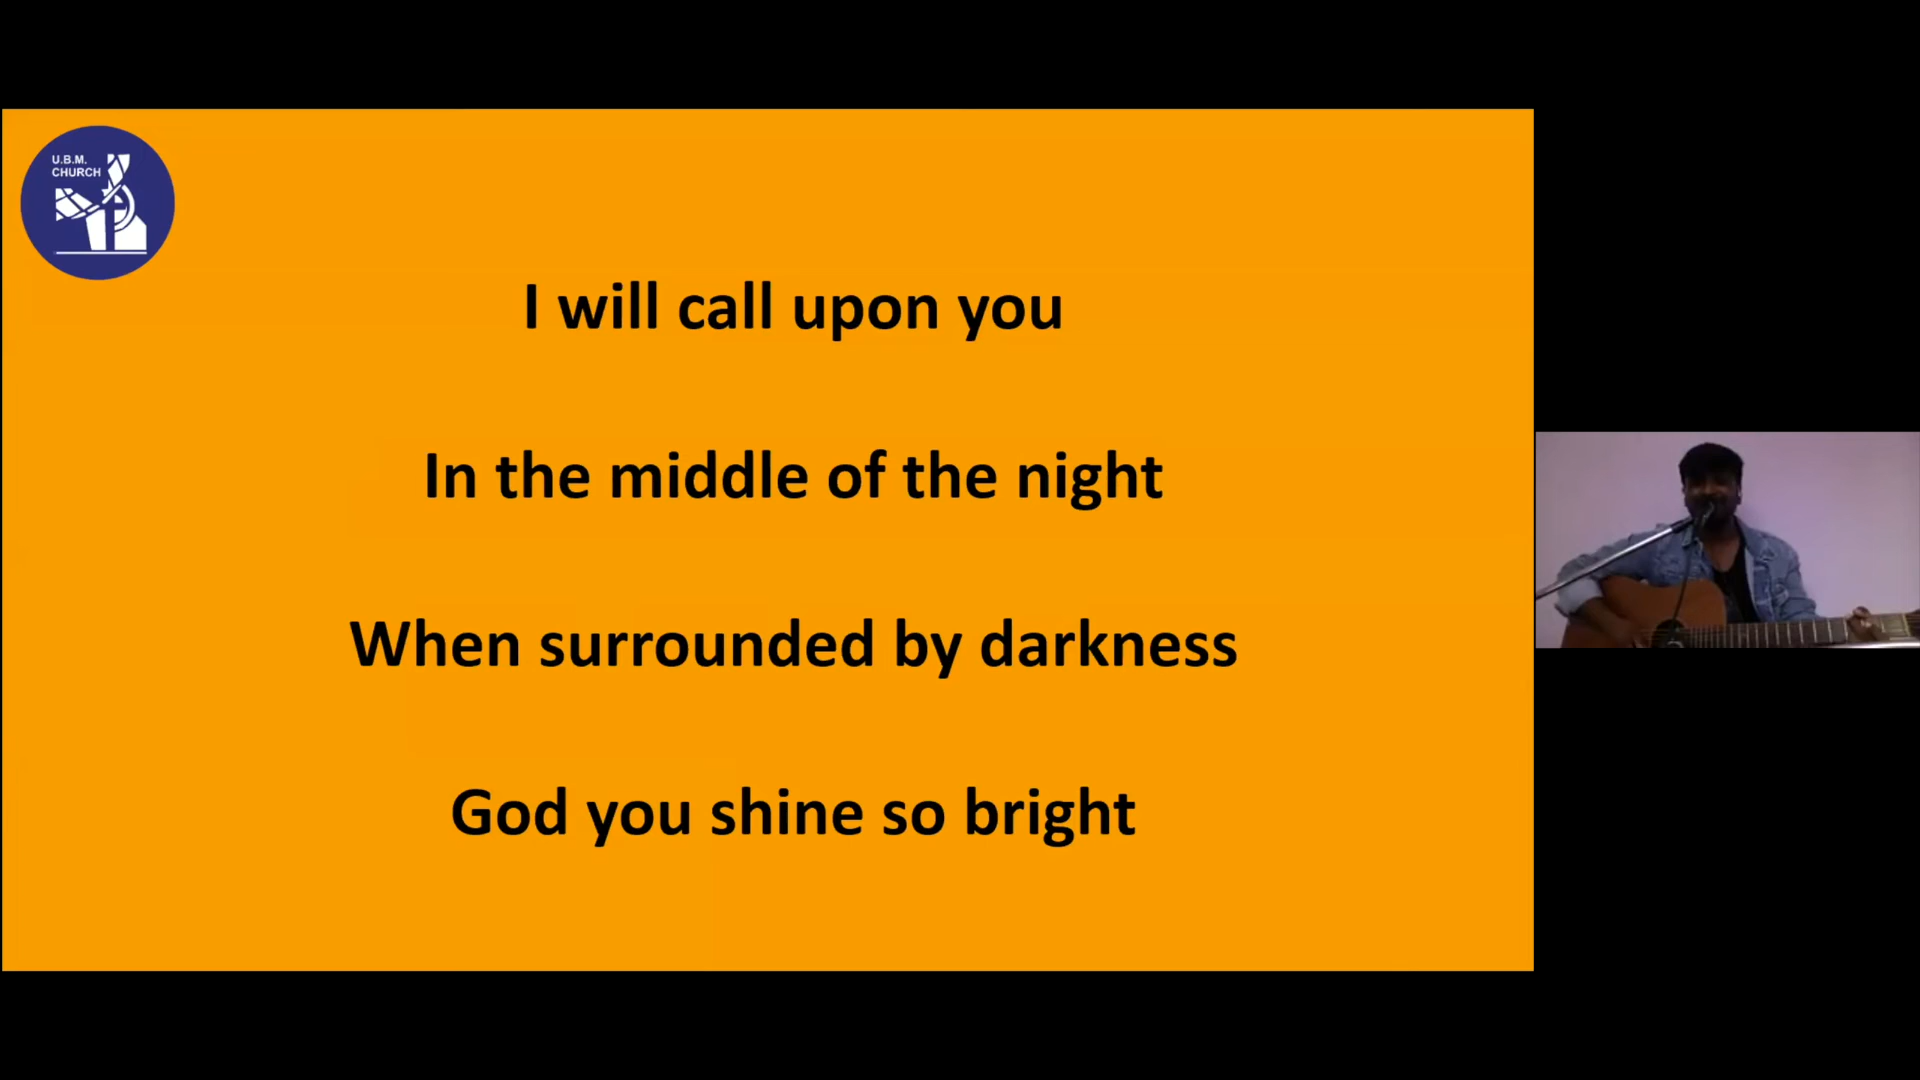 U.B.M.
CHURCH
I will call upon you
In the middle of the night
When surrounded by darkness
God you shine so bright